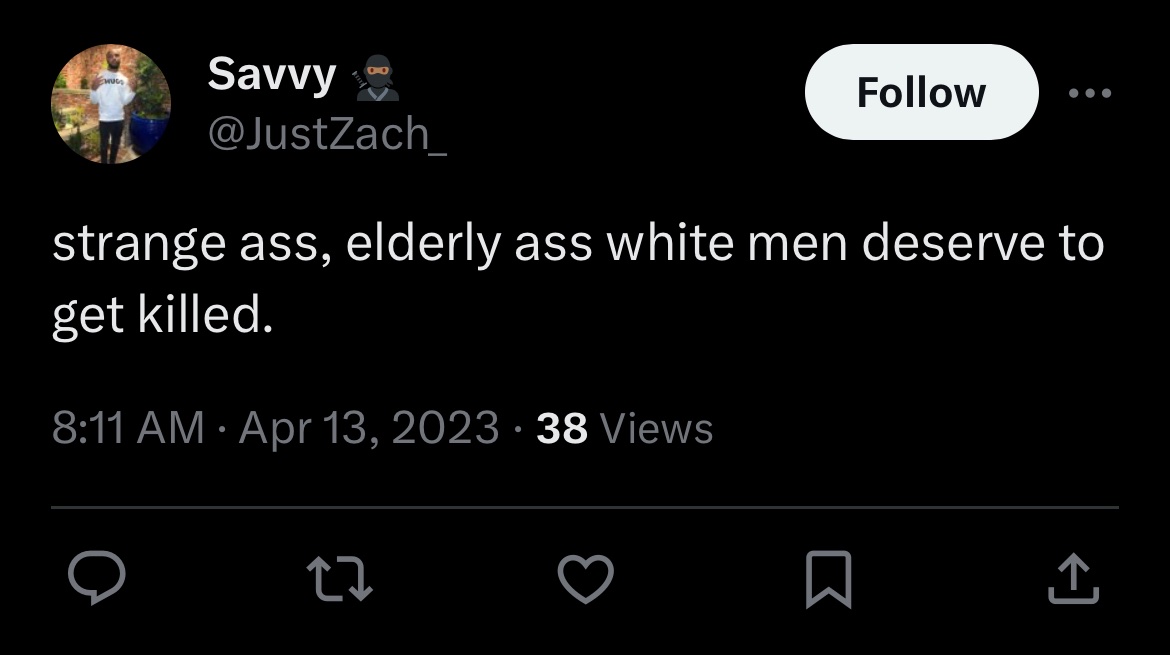 Savvy 🥷🏾
@JustZach_
Follow
strange ass, elderly ass white men deserve to
get killed.
8:11 AM · Apr 13, 2023 · 38 Views